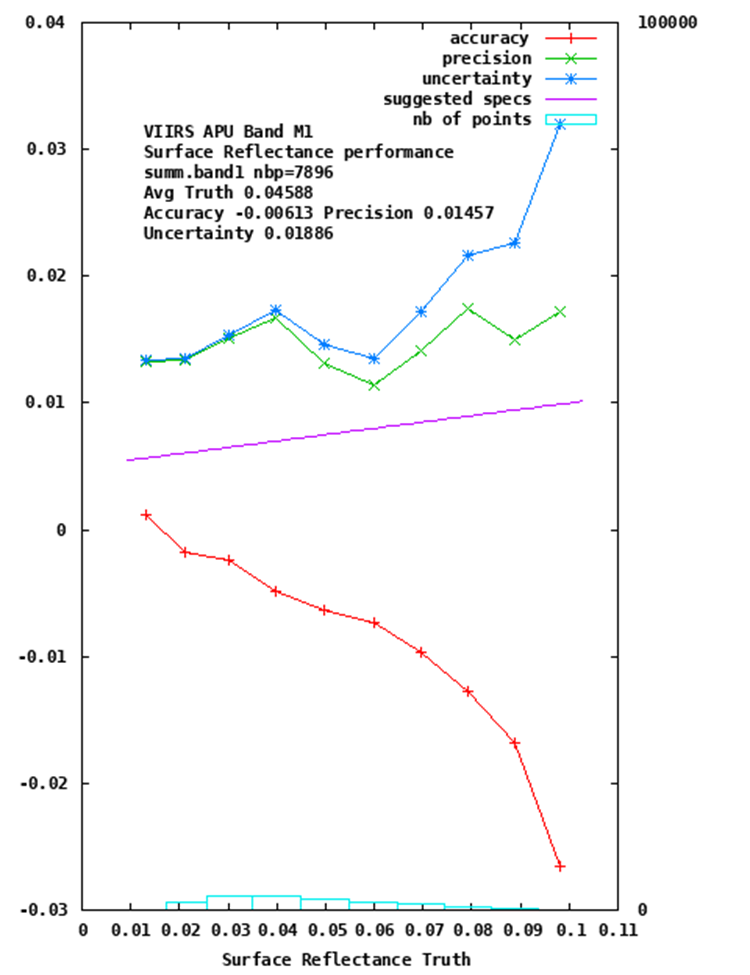 0.04
100000
accuracy
precision
uncertainty
suggested specs
nb of points
VIIRS APU Band M1
Surface Reflectance performance
summ.band1 nbp=7896
Avg Truth 0.04588
Accuracy -0.00613 Precision 0.01457
Uncertainty 0.01886
0.03
0.02
0.01
0
-0.01
-0.02
-0.03
0
0 0.01 0.02 0.03 0.04 0.05 0.06 0.07 0.08 0.09 0.1 0.11
Surface Reflectance Truth